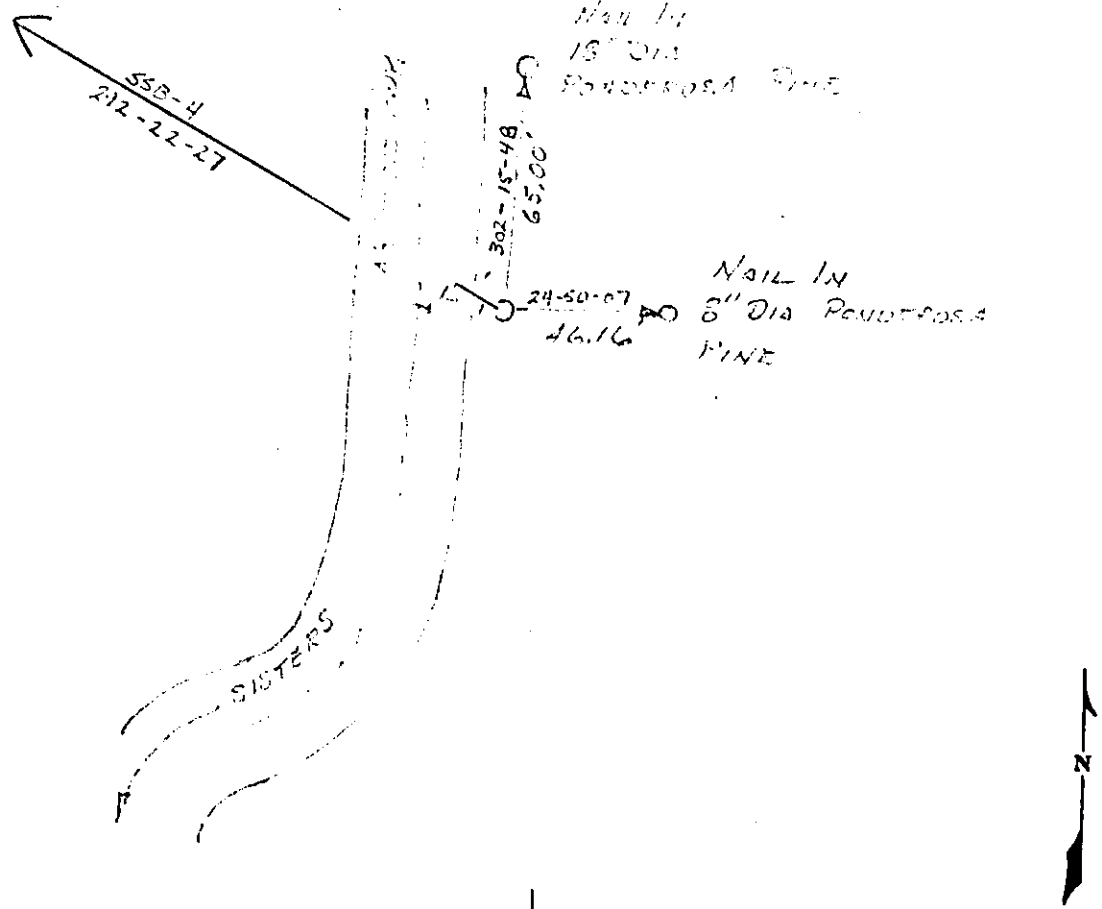 NAIL IN
18" DIA
PONDEROSA PINE
SSB-4
212-22-27
302-15-48
65.00'
NAIL IN
8" DIA PONDEROSA
PINE
24-50-07
46.16
SISTERS
N